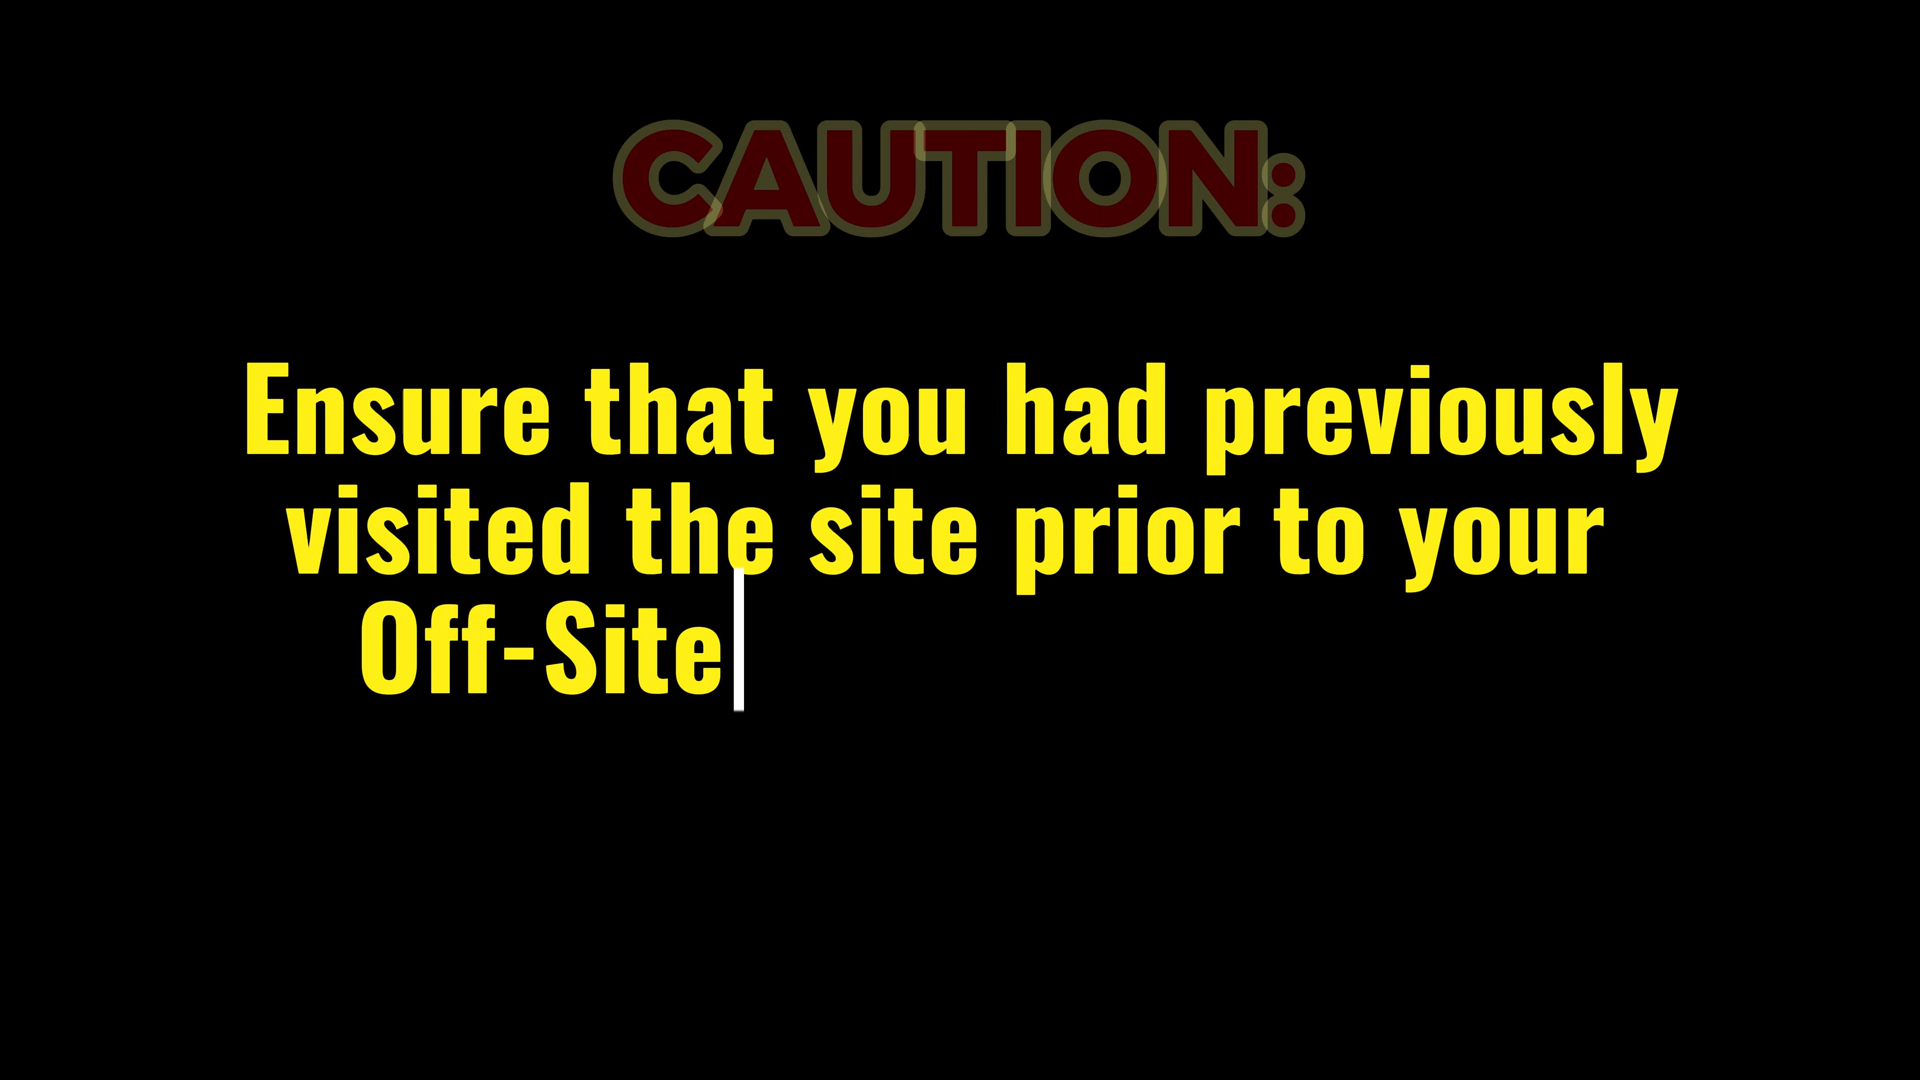 CAUTION:
Ensure that you had previously
visited the site prior to your
Off-Site